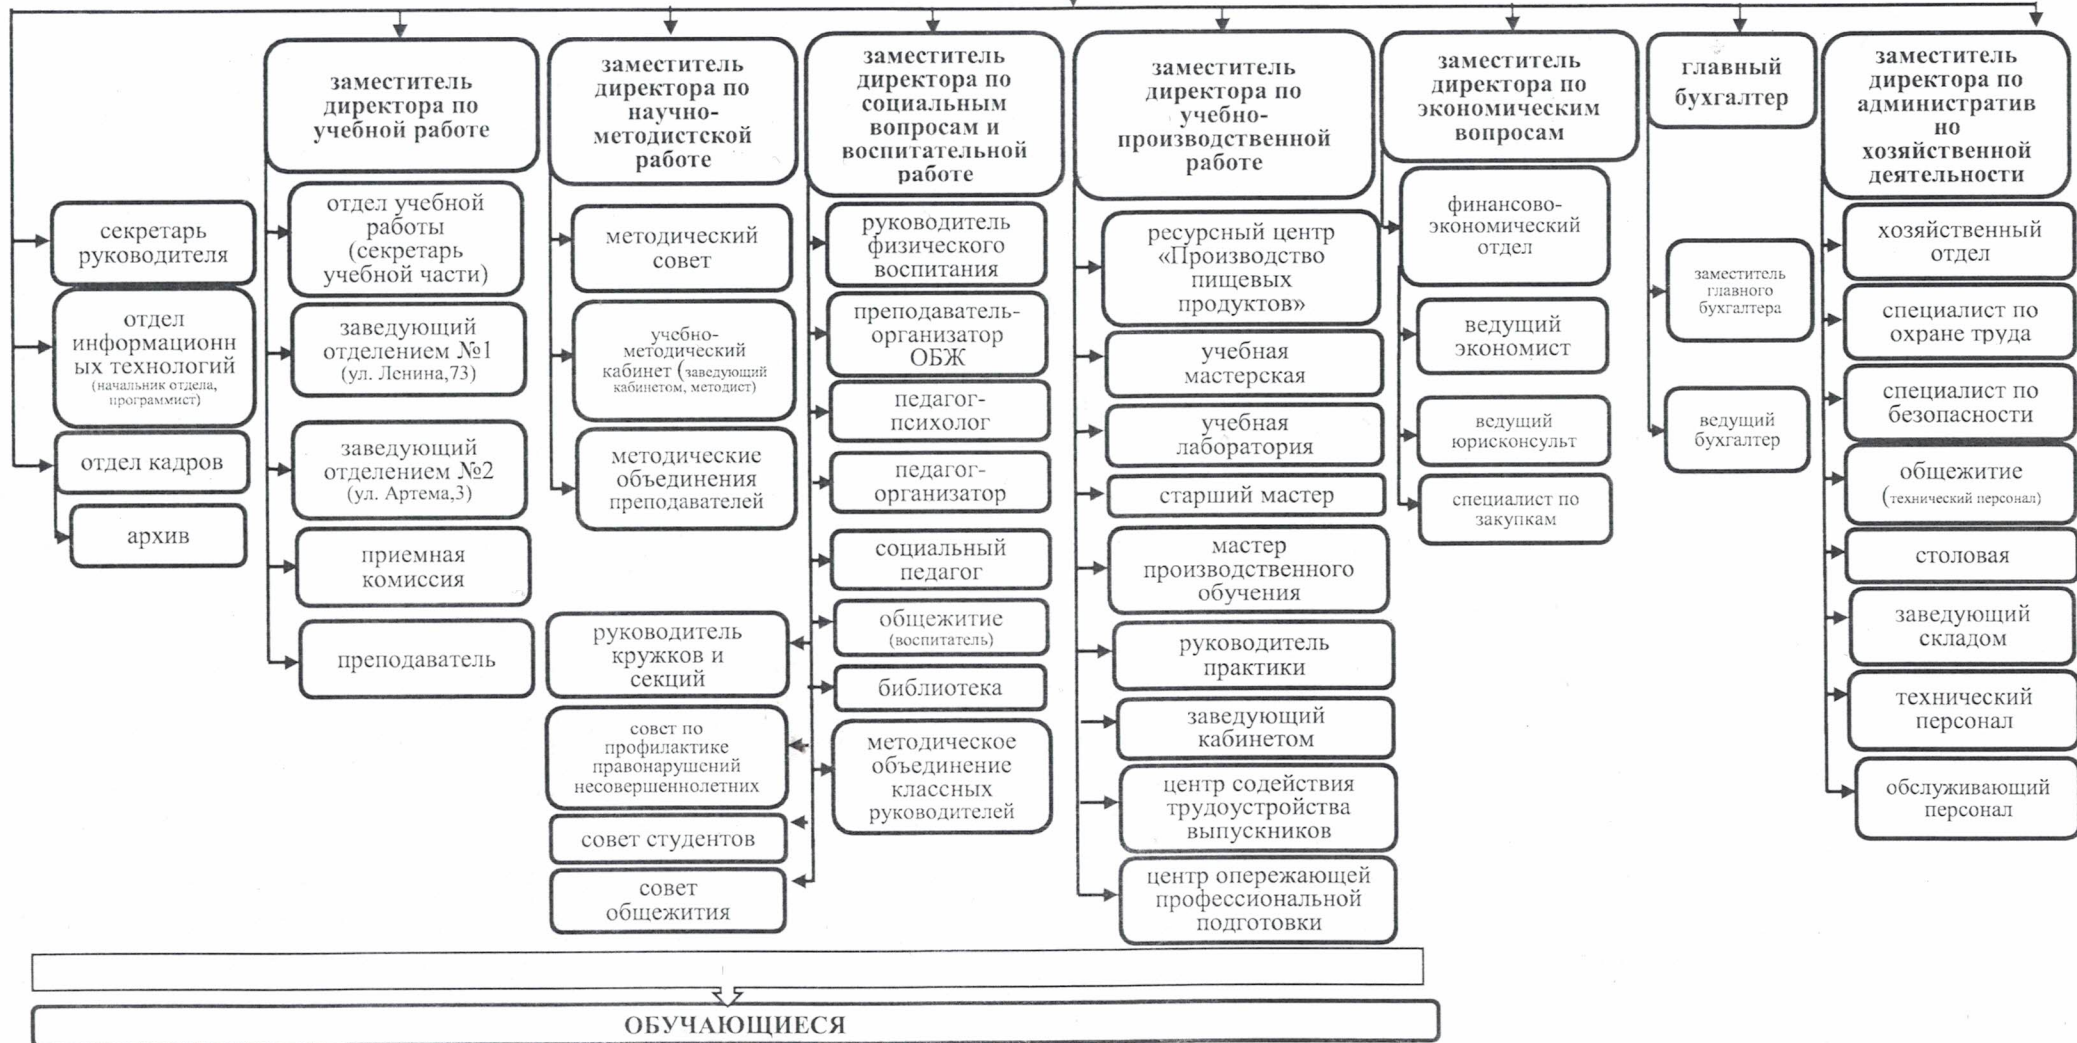 секретарь
руководителя
отдел
информационн
ых технологий
(начальник отдела,
программист)
отдел кадров
архив
заместитель
директора по
учебной работе
отдел учебной
работы
(секретарь
учебной части)
заведующий
отделением №1
(ул. Ленина,73)
заведующий
отделением №2
(ул. Артема,3)
приемная
комиссия
преподаватель
заместитель
директора по
научно-
методистской
работе
методический
совет
учебно-
методический
кабинет (заведующий
кабинетом, методист)
методические
объединения
преподавателей
заместитель
директора по
социальным
вопросам и
воспитательной
работе
руководитель
физического
воспитания
преподаватель-
организатор
ОБЖ
педагог-
психолог
педагог-
организатор
социальный
педагог
общежитие
(воспитатель)
библиотека
методическое
объединение
классных
руководителей
руководитель
кружков и
секций
совет по
профилактике
правонарушений
несовершеннолетних
совет студентов
совет
общежития
заместитель
директора по
учебно-
производственной
работе
ресурсный центр
«Производство
пищевых
продуктов»
учебная
мастерская
учебная
лаборатория
старший мастер
мастер
производственного
обучения
руководитель
практики
заведующий
кабинетом
центр содействия
трудоустройства
выпускников
центр опережающей
профессиональной
подготовки
заместитель
директора по
экономическим
вопросам
финансово-
экономический
отдел
ведущий
экономист
ведущий
юрисконсульт
специалист по
закупкам
главный
бухгалтер
заместитель
главного
бухгалтера
ведущий
бухгалтер
заместитель
директора по
административ
но
хозяйственной
деятельности
хозяйственный
отдел
специалист по
охране труда
специалист по
безопасности
общежитие
(технический персонал)
столовая
заведующий
складом
технический
персонал
обслуживающий
персонал
ОБУЧАЮЩИЕСЯ